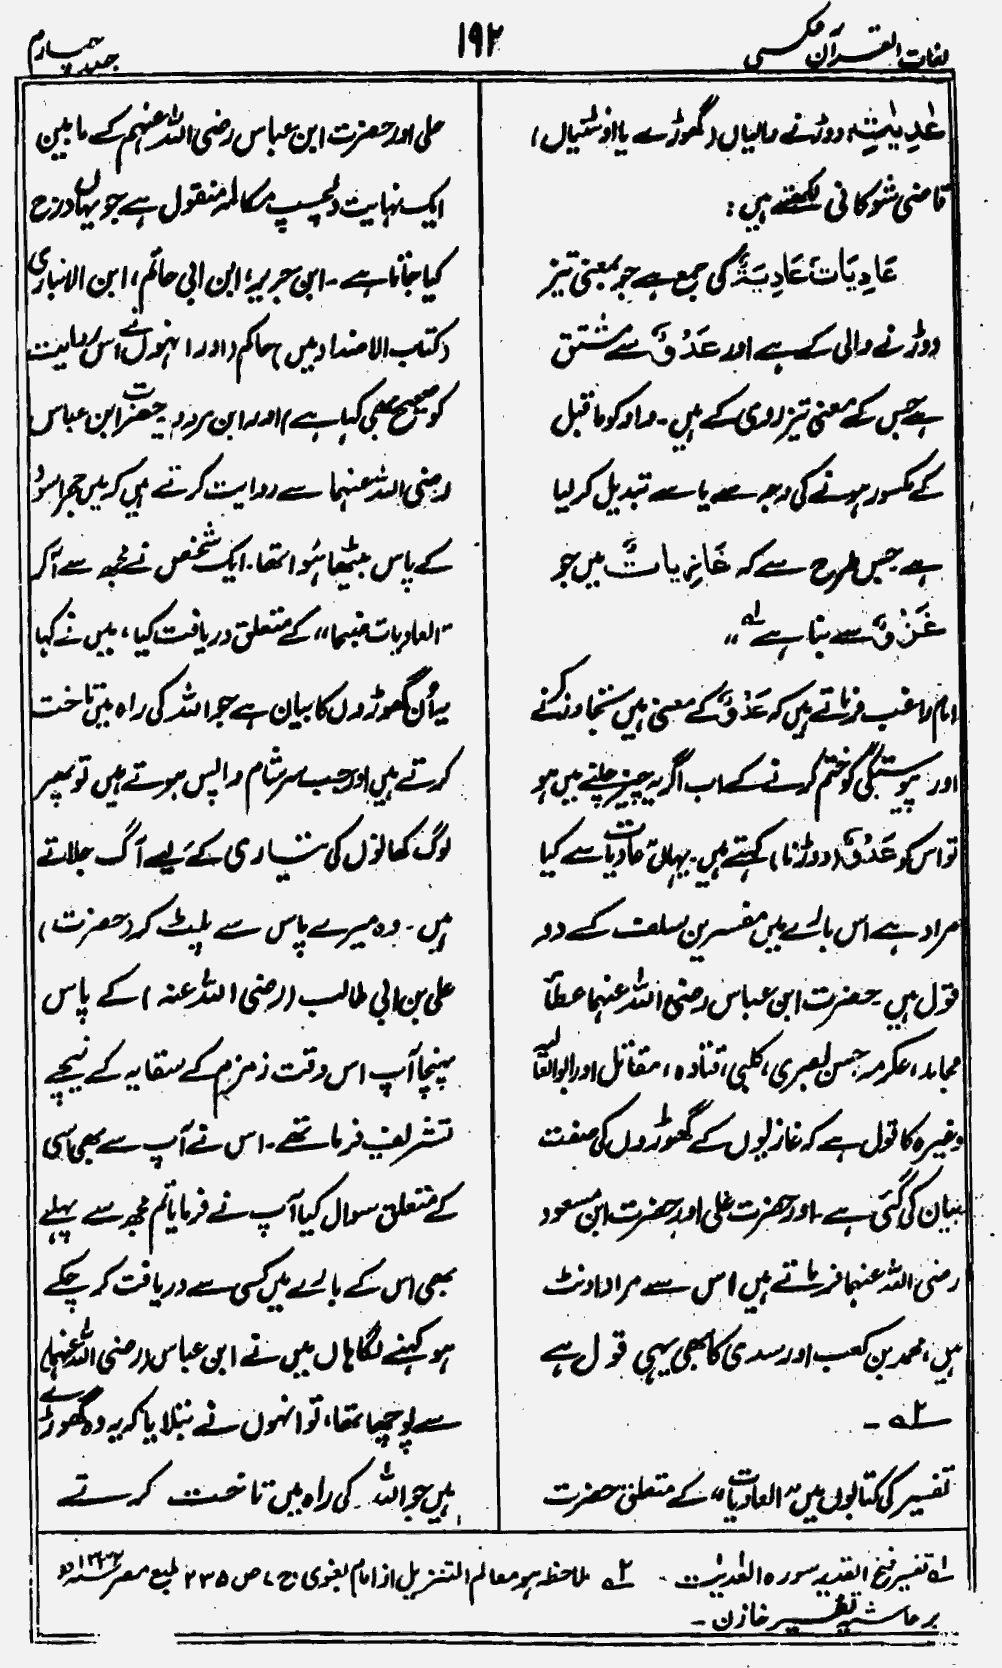 لغات القرآن مکسی
۱۹۲
جلد چہارم
عٰدِیٰتِ، دوڑنے والیاں (گھوڑے یا اونٹنیاں)
قاضی شوکانی لکھتے ہیں:
عَادِیَاتٌ عَادِیَۃٌ کی جمع ہے جو بمعنی تیز
دوڑنے والی کے ہے اور عَدْوٌ سے مشتق
ہے جس کے معنی تیز روی کے ہیں۔ واو کو ماقبل
کے مکسور ہونے کی وجہ سے یا سے تبدیل کر لیا
ہے جس طرح سے کہ غَازِیَاتٌ میں جو
غَزْوٌ سے بنا ہے لہ"
امام راغب فرماتے ہیں کہ عَدْوٌ کے معنی ہیں تجاوز کرنے
اور پیوستگی کو ختم کرنے کے اب اگر یہ چیز چلنے میں ہو
تو اس کو عَدْوٌ (دوڑنا) کہتے ہیں۔ یہاں عادیات سے کیا
مراد ہے اس بارے میں مفسرین سلف کے دو
قول ہیں۔ حضرت ابن عباس رضی اللہ عنہما عطأ
مجاہد، عکرمہ حسن بصری، کلبی، قتادہ، مقاتل اور ابوالعالیہ
وغیرہ کا قول ہے کہ غازیوں کے گھوڑوں کی صفت
بیان کی گئی ہے۔ اور حضرت علی اور حضرت ابن مسعود
رضی اللہ عنہما فرماتے ہیں اس سے مراد اونٹ
ہیں، محمد بن کعب اور سدی کا بھی یہی قول ہے
۲ہ۔
تفسیر کی کتابوں میں "العادیات" کے متعلق حضرت
علی اور حضرت ابن عباس رضی اللہ عنہم کے مابین
ایک نہایت دلچسپ مکالمہ منقول ہے جو یہاں درج
کیا جاتا ہے۔ ابن جریر، ابن ابی حاتم، ابن الانباری
(کتاب الاضداد میں) حاکم (اور انہوں نے اس روایت
کو صحیح بھی کہا ہے) اور ابن مردویہ حضرت ابن عباس
رضی اللہ عنہما سے روایت کرتے ہیں کہ میں حجر اسود
کے پاس بیٹھا ہُوا تھا۔ ایک شخص نے مجھ سے آکر
"العادیات ضبحا" کے متعلق دریافت کیا، میں نے کہا
یہ اُن گھوڑوں کا بیان ہے جو اللہ کی راہ میں تاخت
کرتے ہیں اور جب سرِ شام واپس ہوتے ہیں تو پھر
لوگ کھانوں کی تیاری کے لیے آگ جلاتے
ہیں۔ وہ میرے پاس سے پلیٹ کر (حضرت)
علی بن ابی طالب (رضی اللہ عنہ) کے پاس
پہنچا آپ اس وقت زمزم کے سقایہ کے نیچے
تشریف فرما تھے۔ اس نے آپ سے بھی اسی
کے متعلق سوال کیا آپ نے فرمایا تم مجھ سے پہلے
بھی اس کے بارے میں کسی سے دریافت کر چکے
ہو کہنے لگا ہاں میں نے ابن عباس (رضی اللہ عنہما)
سے پوچھا تھا، تو انہوں نے بتلایا کہ یہ وہ گھوڑے
ہیں جو اللہ کی راہ میں تاخت کرتے
لہ تفسیر فتح القدیر سورہ العٰدیٰت۔ ۲ہ ملاحظہ ہو معالم التنزیل از امام بغوی ج ۷ ص ۲۳۵ طبع مصر
بر حاشیہ تفسیر خازن۔